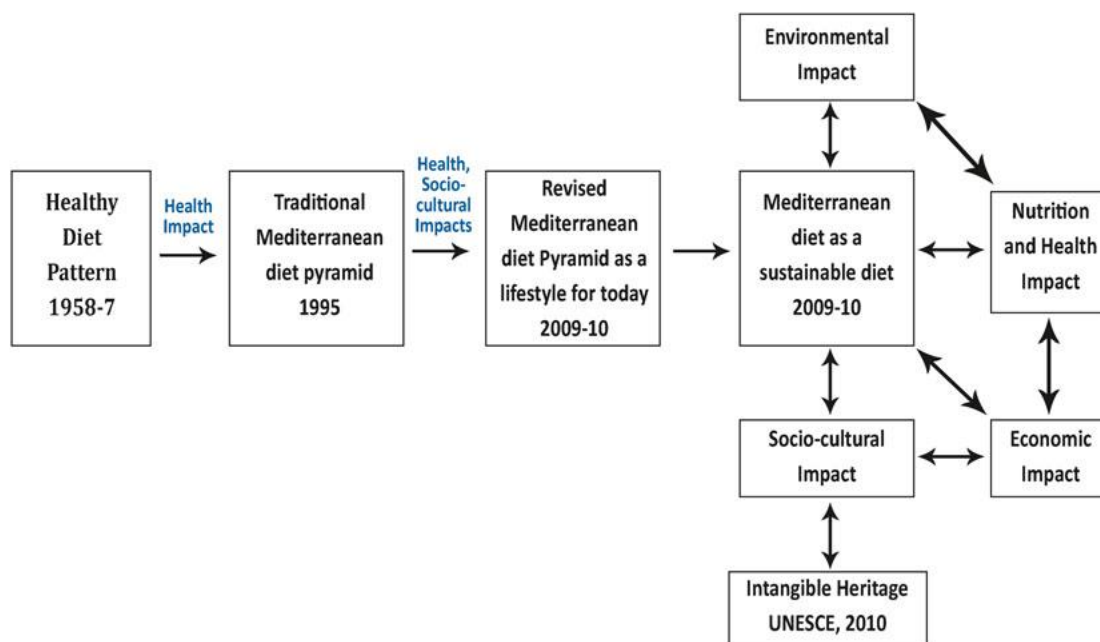 Environmental
Impact
Healthy
Diet
Pattern
1958-7
Health
Impact
Traditional
Mediterranean
diet pyramid
1995
Health,
Socio-
cultural
Impacts
Revised
Mediterranean
diet Pyramid as a
lifestyle for today
2009-10
Mediterranean
diet as a
sustainable diet
2009-10
Nutrition
and Health
Impact
Socio-cultural
Impact
Economic
Impact
Intangible Heritage
UNESCE, 2010